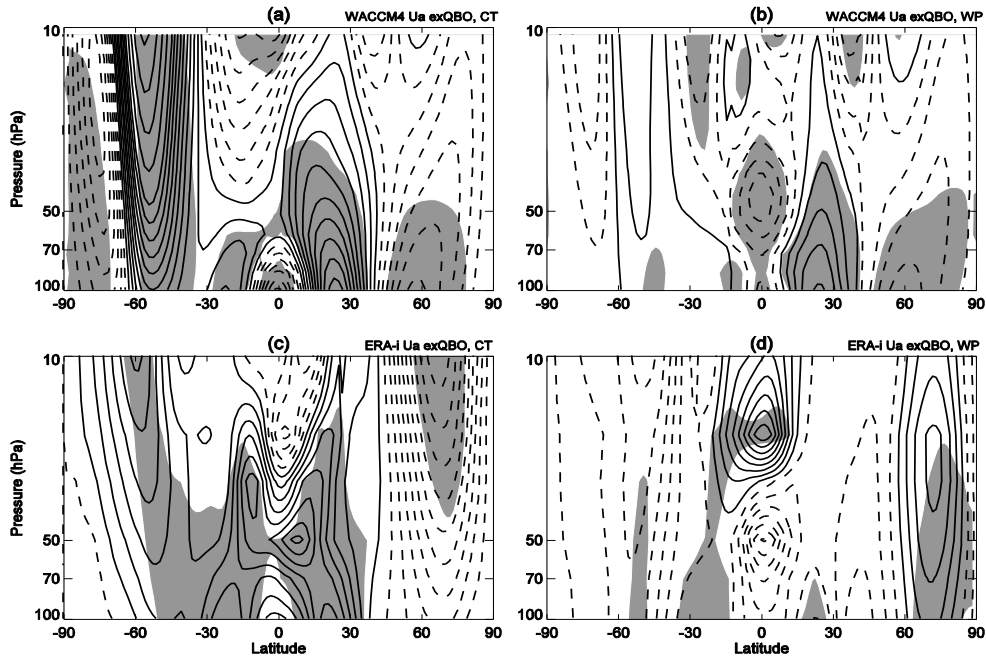 (a) WACCM4 Ua exQBO, CT
(b) WACCM4 Ua exQBO, WP
10
50
70
100
Pressure (hPa)
-90 -60 -30 0 30 60 90
10
50
70
100
-90 -60 -30 0 30 60 90
(c) ERA-i Ua exQBO, CT
(d) ERA-i Ua exQBO, WP
10
50
70
100
Pressure (hPa)
-90 -60 -30 0 30 60 90
Latitude
10
50
70
100
-90 -60 -30 0 30 60 90
Latitude